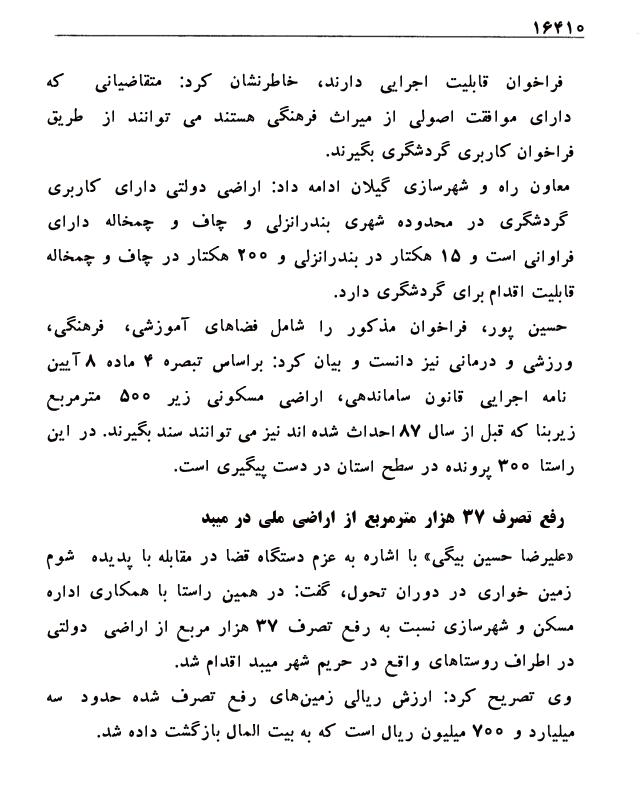 ۱۶۴۱۰
فراخوان قابلیت اجرایی دارند، خاطرنشان کرد: متقاضیانی که
دارای موافقت اصولی از میراث فرهنگی هستند می توانند از طریق
فراخوان کاربری گردشگری بگیرند.
معاون راه و شهرسازی گیلان ادامه داد: اراضی دولتی دارای کاربری
گردشگری در محدوده شهری بندرانزلی و چاف و چمخاله دارای
فراوانی است و ۱۵ هکتار در بندرانزلی و ۲۰۰ هکتار در چاف و چمخاله
قابلیت اقدام برای گردشگری دارد.
حسین پور، فراخوان مذکور را شامل فضاهای آموزشی، فرهنگی،
ورزشی و درمانی نیز دانست و بیان کرد: براساس تبصره ۴ ماده ۸ آیین
نامه اجرایی قانون ساماندهی، اراضی مسکونی زیر ۵۰۰ مترمربع
زیربنا که قبل از سال ۸۷ احداث شده اند نیز می توانند سند بگیرند. در این
راستا ۳۰۰ پرونده در سطح استان در دست پیگیری است.
رفع تصرف ۳۷ هزار مترمربع از اراضی ملی در میبد
«علیرضا حسین بیگی» با اشاره به عزم دستگاه قضا در مقابله با پدیده شوم
زمین خواری در دوران تحول، گفت: در همین راستا با همکاری اداره
مسکن و شهرسازی نسبت به رفع تصرف ۳۷ هزار مربع از اراضی دولتی
در اطراف روستاهای واقع در حریم شهر میبد اقدام شد.
وی تصریح کرد: ارزش ریالی زمین‌های رفع تصرف شده حدود سه
میلیارد و ۷۰۰ میلیون ریال است که به بیت المال بازگشت داده شد.